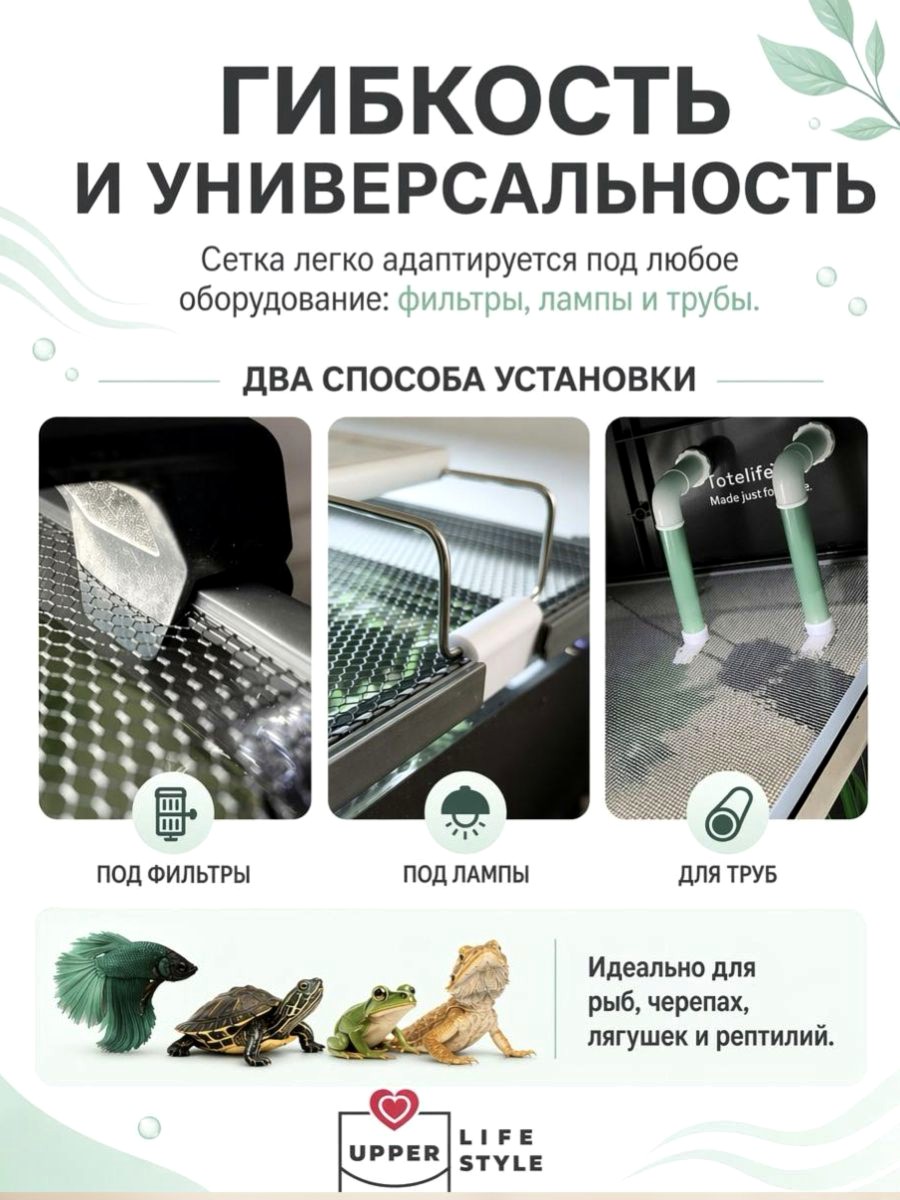 ГИБКОСТЬ
И УНИВЕРСАЛЬНОСТЬ
Сетка легко адаптируется под любое
оборудование: фильтры, лампы и трубы.
ДВА СПОСОБА УСТАНОВКИ
Totelife
Made just fo
e.
ПОД ФИЛЬТРЫ
ПОД ЛАМПЫ
ДЛЯ ТРУБ
Идеально для
рыб, черепах,
лягушек и рептилий.
UPPER
LIFE
STYLE